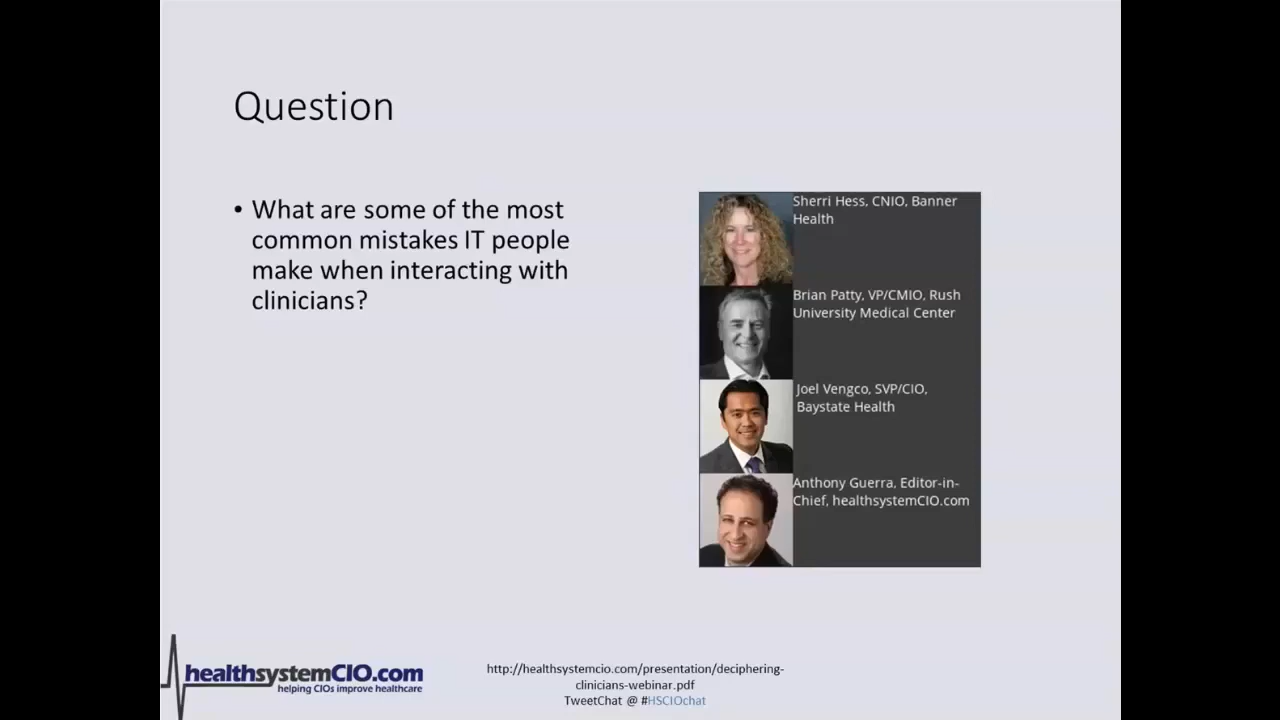 Question
• What are some of the most
common mistakes IT people
make when interacting with
clinicians?
Sherri Hess, CNIO, Banner
Health
Brian Patty, VP/CMIO, Rush
University Medical Center
Joel Vengco, SVP/CIO,
Baystate Health
Anthony Guerra, Editor-in-
Chief, healthsystemCIO.com
healthsystemCIO.com
helping CIOs improve healthcare
http://healthsystemcio.com/presentation/deciphering-
clinicians-webinar.pdf
TweetChat @ #HSCIOchat